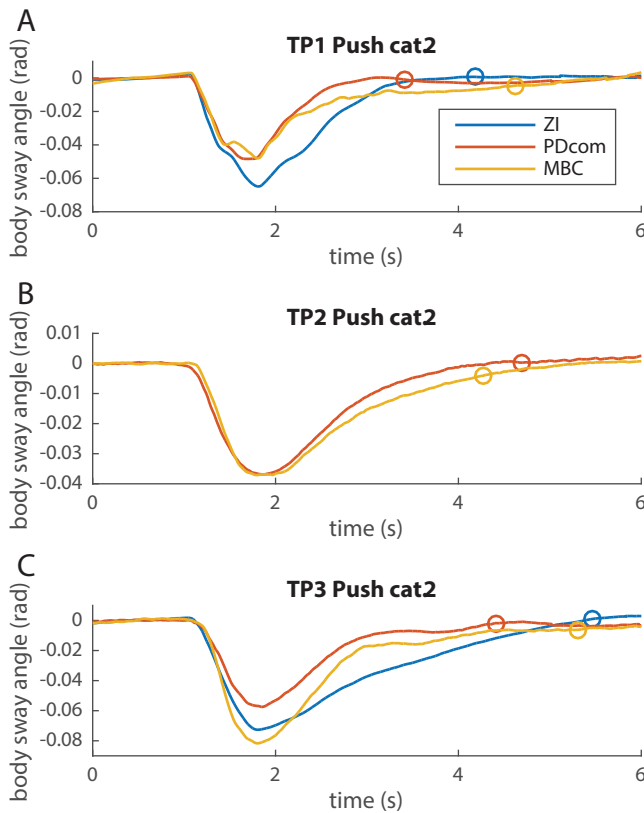 A
TP1 Push cat2
body sway angle (rad)
0
-0.02
-0.04
-0.06
-0.08
ZI
PDcom
MBC
0 2 4 6
time (s)
B
TP2 Push cat2
body sway angle (rad)
0.01
0
-0.01
-0.02
-0.03
-0.04
0 2 4 6
time (s)
C
TP3 Push cat2
body sway angle (rad)
0
-0.02
-0.04
-0.06
-0.08
0 2 4 6
time (s)